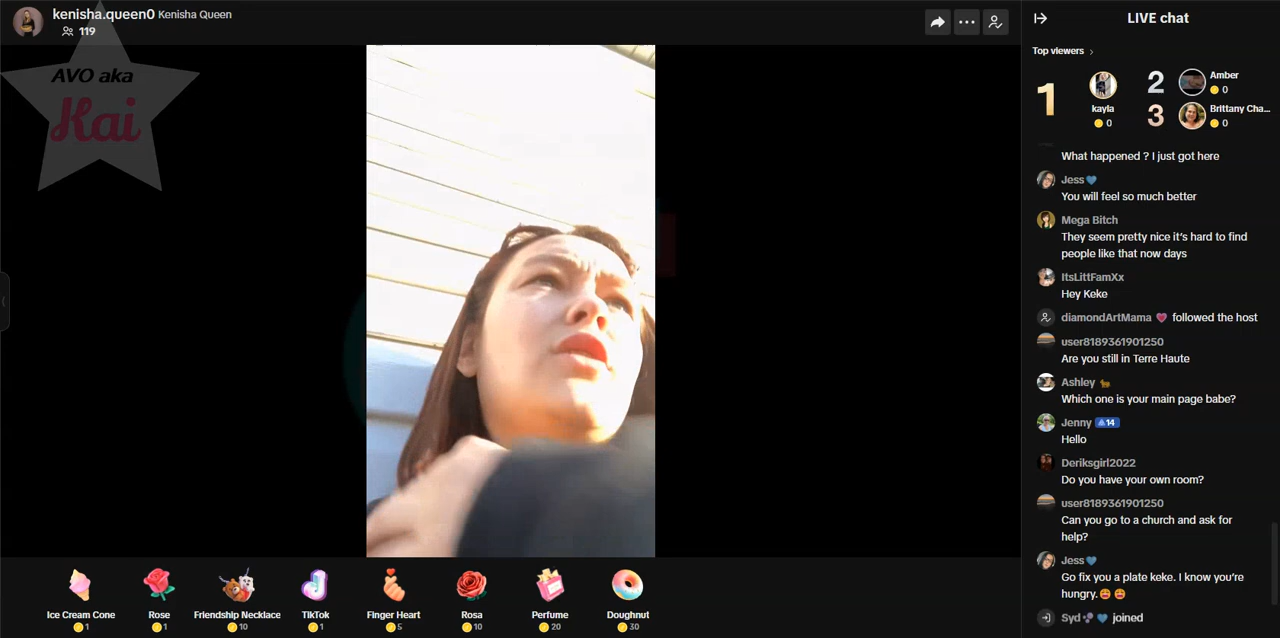 kenisha.queen0 Kenisha Queen
119
AVO aka
Kai
LIVE chat
Top viewers
1
kayla
0
2
Amber
0
3
Brittany Cha...
0
What happened ? I just got here
Jess
You will feel so much better
Mega Bitch
They seem pretty nice it's hard to find
people like that now days
ItsLittFamXx
Hey Keke
diamondArtMama followed the host
user8189361901250
Are you still in Terre Haute
Ashley
Which one is your main page babe?
Jenny 14
Hello
Deriksgirl2022
Do you have your own room?
user8189361901250
Can you go to a church and ask for
help?
Jess
Go fix you a plate keke. I know you're
hungry.
Syd joined
Ice Cream Cone
1
Rose
1
Friendship Necklace
10
TikTok
1
Finger Heart
5
Rosa
10
Perfume
20
Doughnut
30